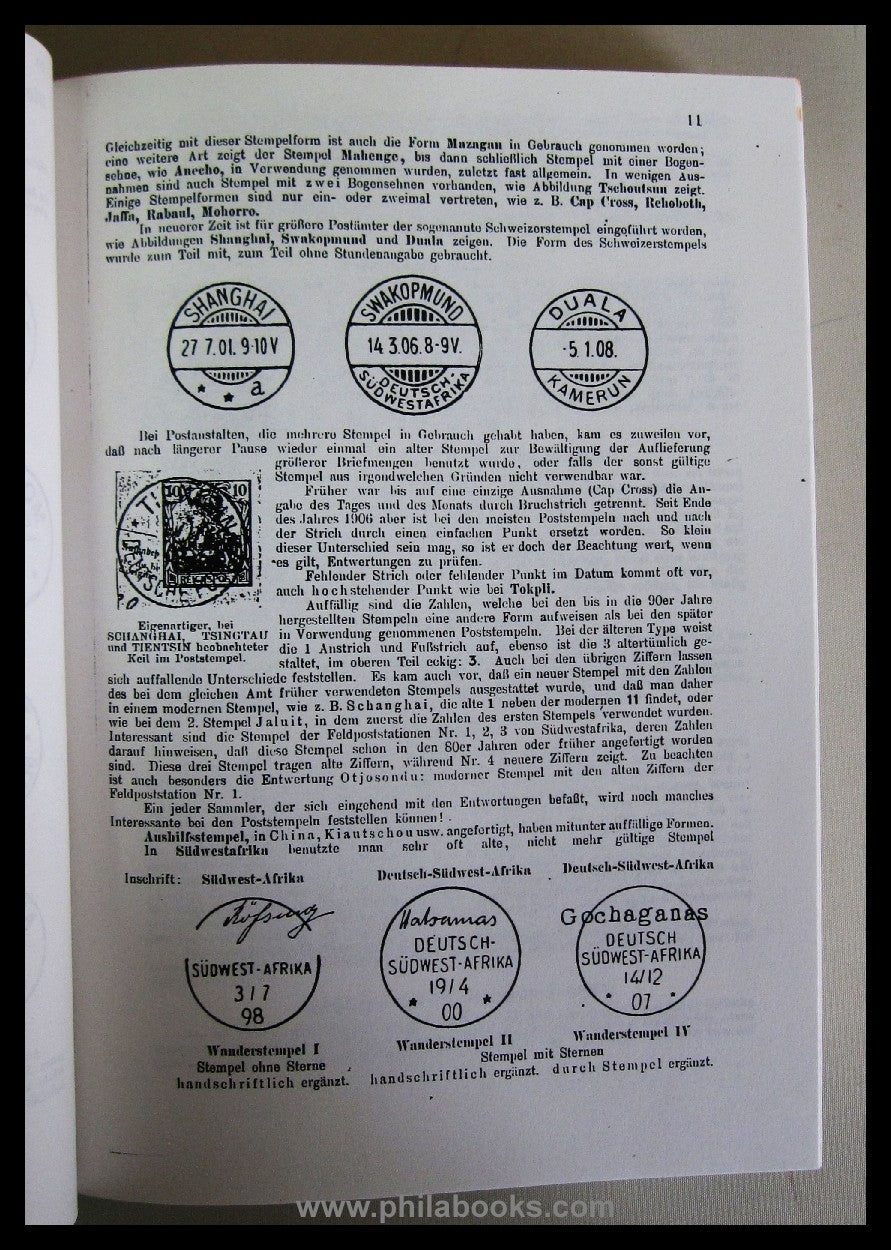 11
Gleichzeitig mit dieser Stempelform ist auch die Form Mazagan in Gebrauch genommen worden;
eine weitere Art zeigt der Stempel Mahenge, bis dann schließlich Stempel mit einer Bogen-
sehne, wie Anecho, in Verwendung genommen wurden, zuletzt fast allgemein. In wenigen Aus-
nahmen sind auch Stempel mit zwei Bogensehnen vorhanden, wie Abbildung Tschoutsun zeigt.
Einige Stempelformen sind nur ein- oder zweimal vertreten, wie z. B. Cap Cross, Rehoboth,
Jaffa, Rabaul, Mohorro.
In neuerer Zeit ist für größere Postämter der sogenannte Schweizerstempel eingeführt worden,
wie Abbildungen Shanghai, Swakopmund und Duala zeigen. Die Form des Schweizerstempels
wurde zum Teil mit, zum Teil ohne Stundenangabe gebraucht.
SHANGHAI
27 7.01. 9-10V
* * a
SWAKOPMUND
14 3.06. 8-9V.
DEUTSCH-
SÜDWESTAFRIKA
DUALA
-5.1.08.
KAMERUN
Bei Postanstalten, die mehrere Stempel in Gebrauch gehabt haben, kam es zuweilen vor,
daß nach längerer Pause wieder einmal ein alter Stempel zur Bewältigung der Auflieferung
größerer Briefmengen benutzt wurde, oder falls der sonst gültige
Stempel aus irgendwelchen Gründen nicht verwendbar war.
Früher war bis auf eine einzige Ausnahme (Cap Cross) die An-
gabe des Tages und des Monats durch Bruchstrich getrennt. Seit Ende
des Jahres 1906 aber ist bei den meisten Poststempeln nach und nach
der Strich durch einen einfachen Punkt ersetzt worden. So klein
dieser Unterschied sein mag, so ist er doch der Beachtung wert, wenn
es gilt, Entwertungen zu prüfen.
Fehlender Strich oder fehlender Punkt im Datum kommt oft vor,
auch hochstehender Punkt wie bei Tokpli.
Auffällig sind die Zahlen, welche bei den bis in die 90er Jahre
hergestellten Stempeln eine andere Form aufweisen als bei den später
in Verwendung genommenen Poststempeln. Bei der älteren Type weist
die 1 Anstrich und Fußstrich auf, ebenso ist die 3 altertümlich ge-
staltet, im oberen Teil eckig: 3. Auch bei den übrigen Ziffern lassen
10 10
Eigenartiger, bei
SCHANGHAI, TSINGTAU
und TIENTSIN beobachteter
Keil im Poststempel.
sich auffallende Unterschiede feststellen. Es kam auch vor, daß ein neuer Stempel mit den Zahlen
des bei dem gleichen Amt früher verwendeten Stempels ausgestattet wurde, und daß man daher
in einem modernen Stempel, wie z. B. Schanghai, die alte 1 neben der modernen 11 findet, oder
wie bei dem 2. Stempel Jaluit, in dem zuerst die Zahlen des ersten Stempels verwendet wurden.
Interessant sind die Stempel der Feldpoststationen Nr. 1, 2, 3 von Südwestafrika, deren Zahlen
darauf hinweisen, daß diese Stempel schon in den 80er Jahren oder früher angefertigt worden
sind. Diese drei Stempel tragen alte Ziffern, während Nr. 4 neuere Ziffern zeigt. Zu beachten
ist auch besonders die Entwertung Otjosondu: moderner Stempel mit den alten Ziffern der
Feldpoststation Nr. 1.
Ein jeder Sammler, der sich eingehend mit den Entwertungen befaßt, wird noch manches
Interessante bei den Poststempeln feststellen können!
Aushilfsstempel, in China, Kiautschou usw. angefertigt, haben mitunter auffällige Formen.
In Südwestafrika benutzte man sehr oft alte, nicht mehr gültige Stempel
Inschrift: Südwest-Afrika Deutsch-Südwest-Afrika Deutsch-Südwest-Afrika
Rößing
SÜDWEST-AFRIKA
3/7
98
Habsamas
DEUTSCH-
SÜDWEST-AFRIKA
19/4
* 00 *
Gochaganas
DEUTSCH
SÜDWEST-AFRIKA
14/12
07
Wanderstempel I Wanderstempel II Wanderstempel IV
Stempel ohne Sterne Stempel mit Sternen
handschriftlich ergänzt. handschriftlich ergänzt. durch Stempel ergänzt.
www.philabooks.com